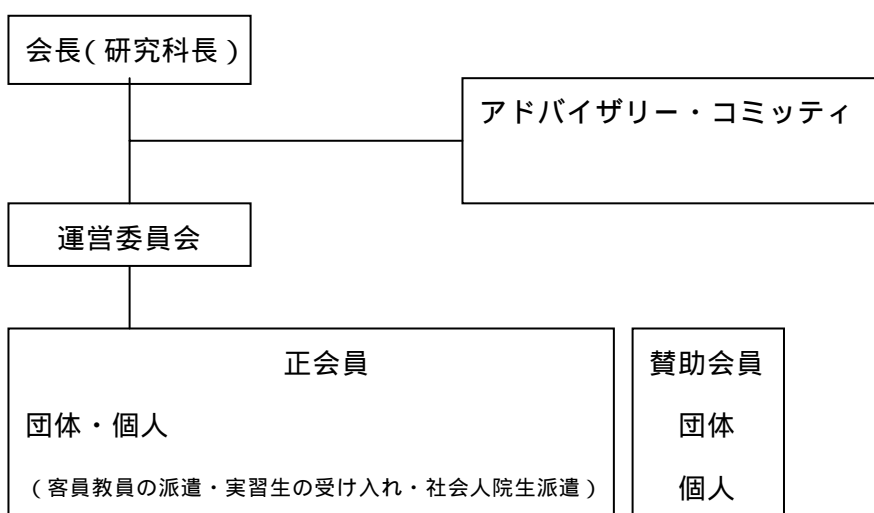 会長(研究科長)
アドバイザリー・コミッティ
運営委員会
正会員
団体・個人
(客員教員の派遣・実習生の受け入れ・社会人院生派遣)
賛助会員
団体
個人